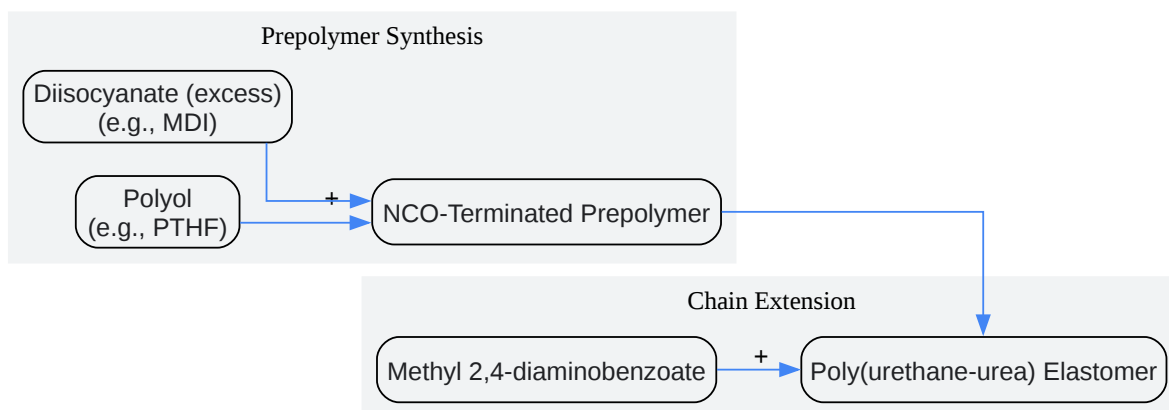 Prepolymer Synthesis
Diisocyanate (excess)
(e.g., MDI)
+
Polyol
(e.g., PTHF)
NCO-Terminated Prepolymer
Chain Extension
Methyl 2,4-diaminobenzoate
+
Poly(urethane-urea) Elastomer